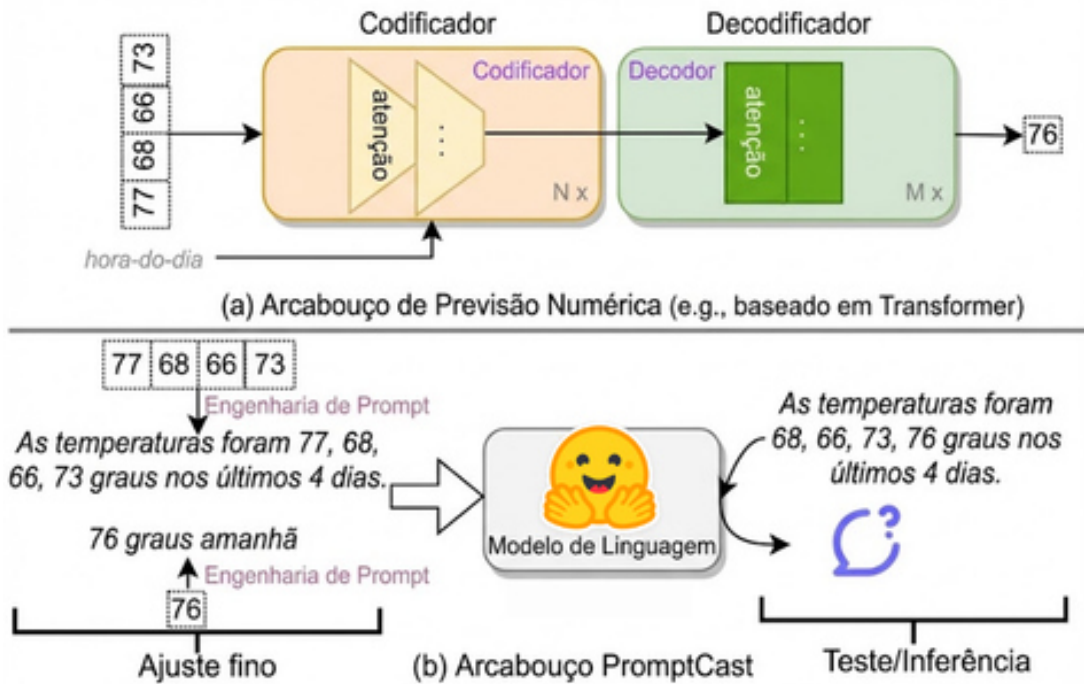 Codificador
Decodificador
73
66
68
77
Codificador
atenção
...
N x
Decodor
atenção
...
M x
76
hora-do-dia
(a) Arcabouço de Previsão Numérica (e.g., baseado em Transformer)
77 68 66 73
Engenharia de Prompt
As temperaturas foram 77, 68,
66, 73 graus nos últimos 4 dias.
76 graus amanhã
Engenharia de Prompt
76
Ajuste fino
Modelo de Linguagem
(b) Arcabouço PromptCast
As temperaturas foram
68, 66, 73, 76 graus nos
últimos 4 dias.
?
Teste/Inferência